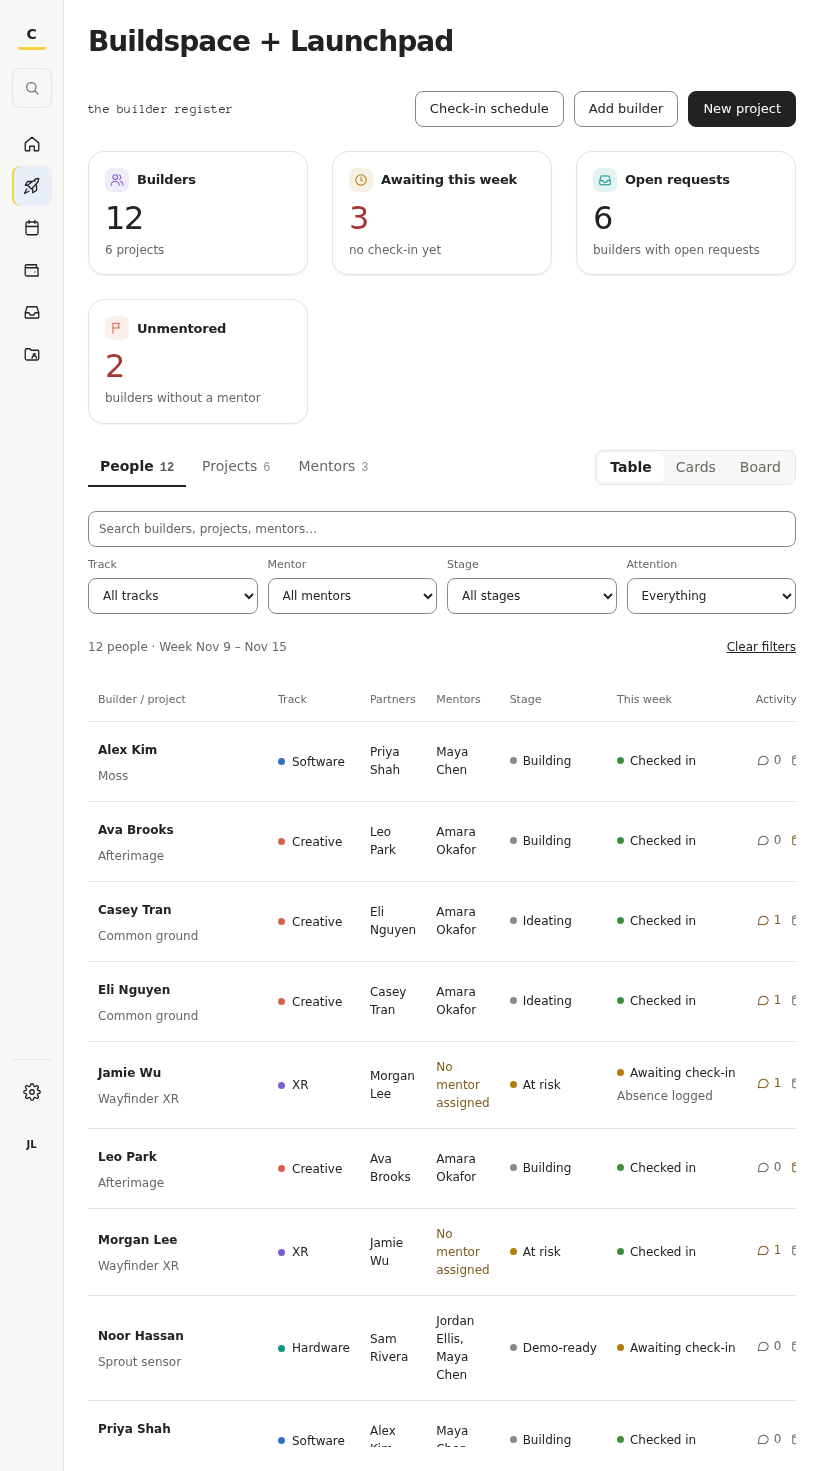 C
Buildspace + Launchpad
the builder register
Check-in schedule
Add builder
New project
Builders
12
6 projects
Awaiting this week
3
no check-in yet
Open requests
6
builders with open requests
Unmentored
2
builders without a mentor
People 12
Projects 6
Mentors 3
Table
Cards
Board
Search builders, projects, mentors...
Track
Mentor
Stage
Attention
All tracks
All mentors
All stages
Everything
12 people · Week Nov 9 – Nov 15
Clear filters
Builder / project
Track
Partners
Mentors
Stage
This week
Activity
Alex Kim
Moss
Software
Priya
Shah
Maya
Chen
Building
Checked in
0
Ava Brooks
Afterimage
Creative
Leo
Park
Amara
Okafor
Building
Checked in
0
Casey Tran
Common ground
Creative
Eli
Nguyen
Amara
Okafor
Ideating
Checked in
1
Eli Nguyen
Common ground
Creative
Casey
Tran
Amara
Okafor
Ideating
Checked in
1
Jamie Wu
Wayfinder XR
XR
Morgan
Lee
No
mentor
assigned
At risk
Awaiting check-in
Absence logged
1
Leo Park
Afterimage
Creative
Ava
Brooks
Amara
Okafor
Building
Checked in
0
Morgan Lee
Wayfinder XR
XR
Jamie
Wu
No
mentor
assigned
At risk
Checked in
1
Noor Hassan
Sprout sensor
Hardware
Sam
Rivera
Jordan
Ellis,
Maya
Chen
Demo-ready
Awaiting check-in
0
Priya Shah
Software
Alex
Kim
Maya
Chen
Building
Checked in
0
JL